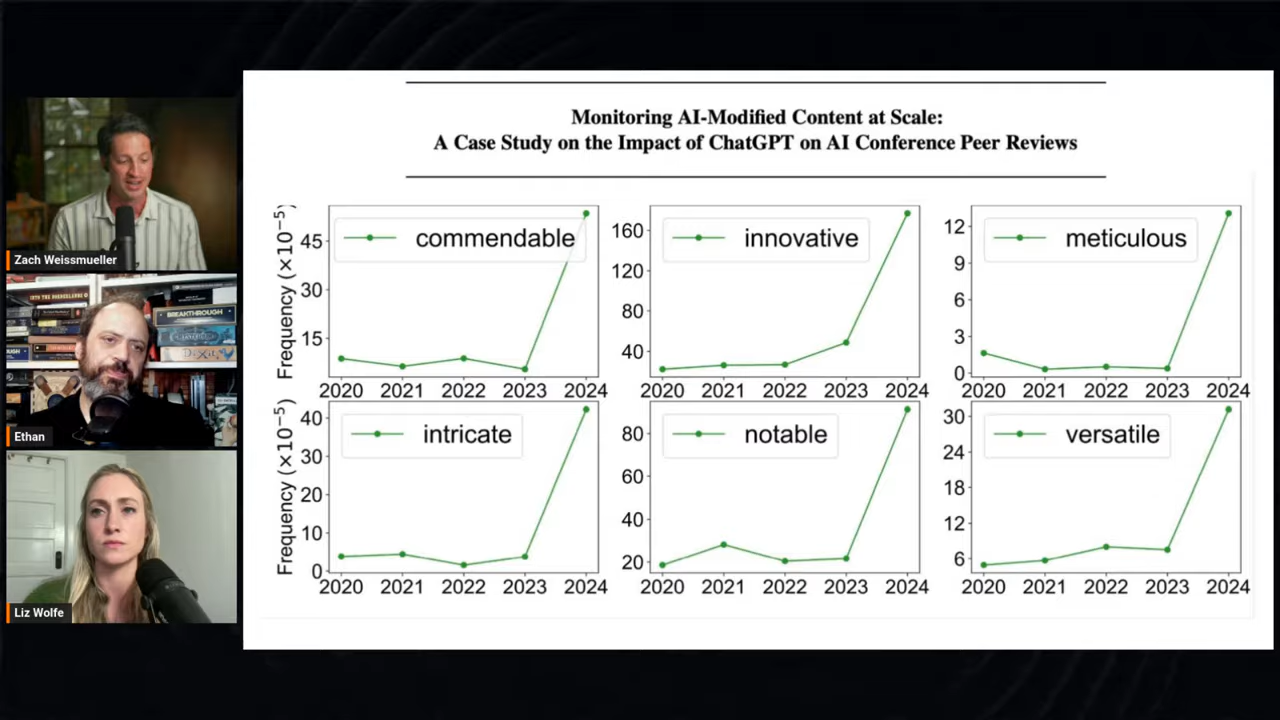 Monitoring AI-Modified Content at Scale:
A Case Study on the Impact of ChatGPT on AI Conference Peer Reviews
Frequency (×10⁻⁵)
45
30
15
commendable
2020 2021 2022 2023 2024
160
120
80
40
innovative
2020 2021 2022 2023 2024
12
9
6
3
0
meticulous
2020 2021 2022 2023 2024
Frequency (×10⁻⁵)
40
30
20
10
0
intricate
2020 2021 2022 2023 2024
80
60
40
20
notable
2020 2021 2022 2023 2024
30
24
18
12
6
versatile
2020 2021 2022 2023 2024
Zach Weissmueller
INTO THE BORDERLANDS
BREAKTHROUGH
Ethan
Liz Wolfe